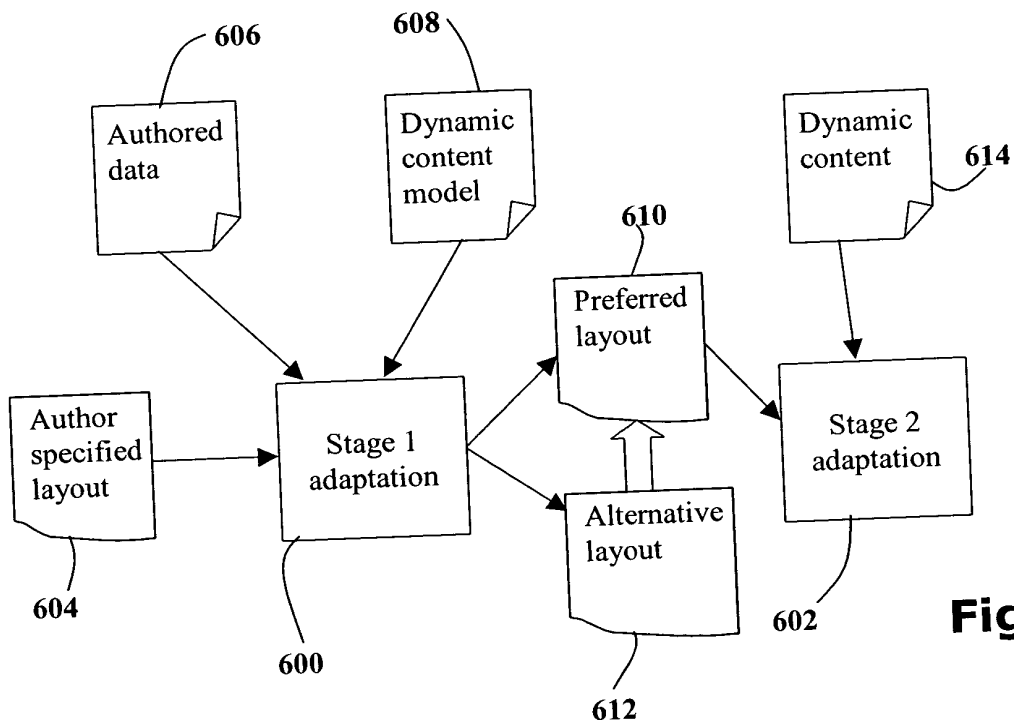 606
608
Authored
data
Dynamic
content
model
Dynamic
content
614
610
Preferred
layout
Author
specified
layout
Stage 1
adaptation
Stage 2
adaptation
Alternative
layout
604
600
602
612
Fig